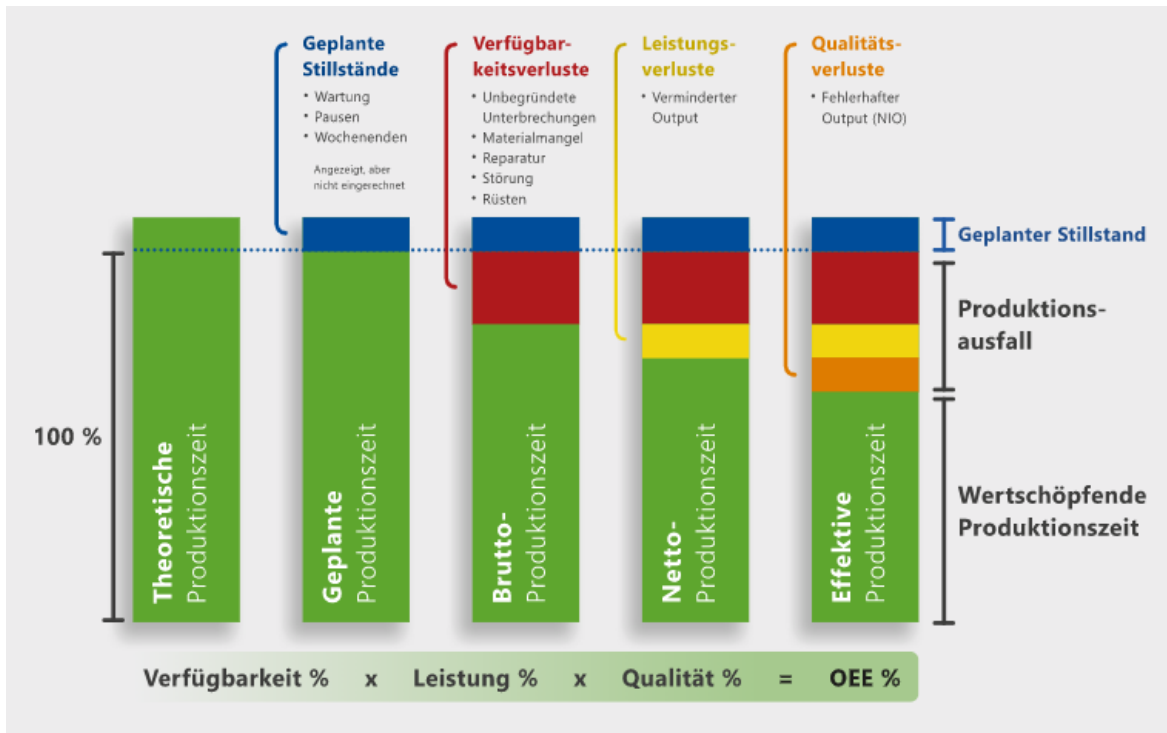 Geplante
Stillstände
• Wartung
• Pausen
• Wochenenden
Angezeigt, aber
nicht eingerechnet
Verfügbar-
keitsverluste
• Unbegründete
Unterbrechungen
• Materialmangel
• Reparatur
• Störung
• Rüsten
Leistungs-
verluste
• Verminderter
Output
Qualitäts-
verluste
• Fehlerhafter
Output (NIO)
Geplanter Stillstand
Produktions-
ausfall
100 %
Wertschöpfende
Produktionszeit
Theoretische
Produktionszeit
Geplante
Produktionszeit
Brutto-
Produktionszeit
Netto-
Produktionszeit
Effektive
Produktionszeit
Verfügbarkeit % x Leistung % x Qualität % = OEE %